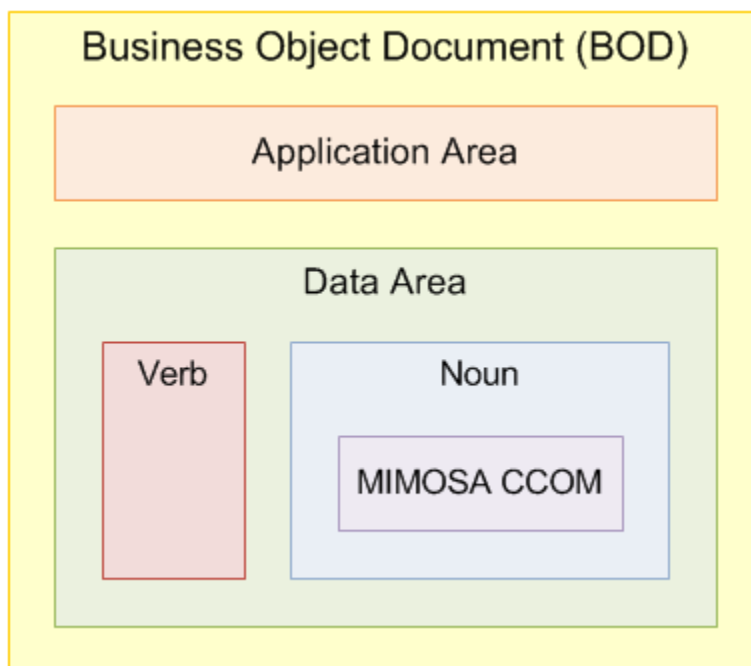 Business Object Document (BOD)
Application Area
Data Area
Verb
Noun
MIMOSA CCOM